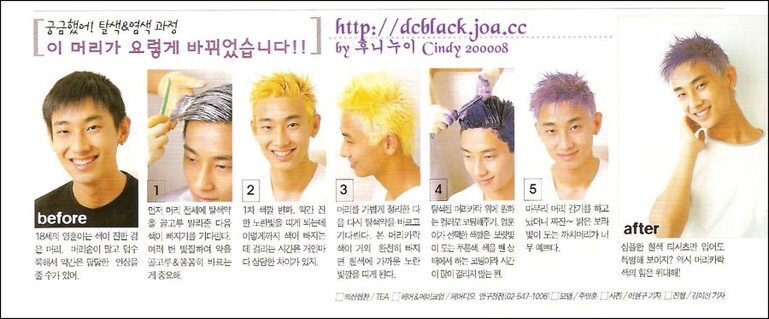 궁금했어! 탈색&염색 과정
이 머리가 요렇게 바뀌었습니다!!
http://dcblack.joa.cc
by 후니누이 Cindy 200008
before
18세의 영훈이는 색이 진한 검
은 머리. 머리숱이 많고 덥수
룩해서 약간은 답답한 인상을
줄 수가 있어.
1
먼저 머리 전체에 탈색약
을 골고루 발라준 다음
색이 빠지기를 기다린다.
여러 번 빗질하여 약을
골고루&꼼꼼히 바르는
게 중요해.
2
1차 색깔 변화. 약간 진
한 노란빛을 띠게 되는데
이렇게까지 색이 빠지는
데 걸리는 시간은 개인마
다 상당한 차이가 있지.
3
머리를 가볍게 정리한 다
음 다시 탈색약을 바르고
기다린다. 본 머리카락
색이 거의 완전히 빠지
면 흰색에 가까운 노란
빛깔을 띠게 된다.
4
탈색된 머리카락 위에 원하
는 컬러로 코팅해주기. 영훈
이가 선택한 색깔은 보랏빛
이 도는 푸른색. 색을 뺀 상
태에서 하는 코팅이라 시간
이 많이 걸리지 않는 편.
5
마무리 머리 감기를 하고
났더니 짜잔~ 밝은 보라
빛이 도는 까치머리가 너
무 예쁘다.
after
심플한 흰색 티셔츠만 입어도
특별해 보이지? 역시 머리카락
색의 힘은 위대해!
의상협찬 / TEA 헤어&메이크업 / 헤어디오 압구정점(02-547-1006) 모델 / 주영훈 사진 / 이원구 기자 진행 / 김이선 기자